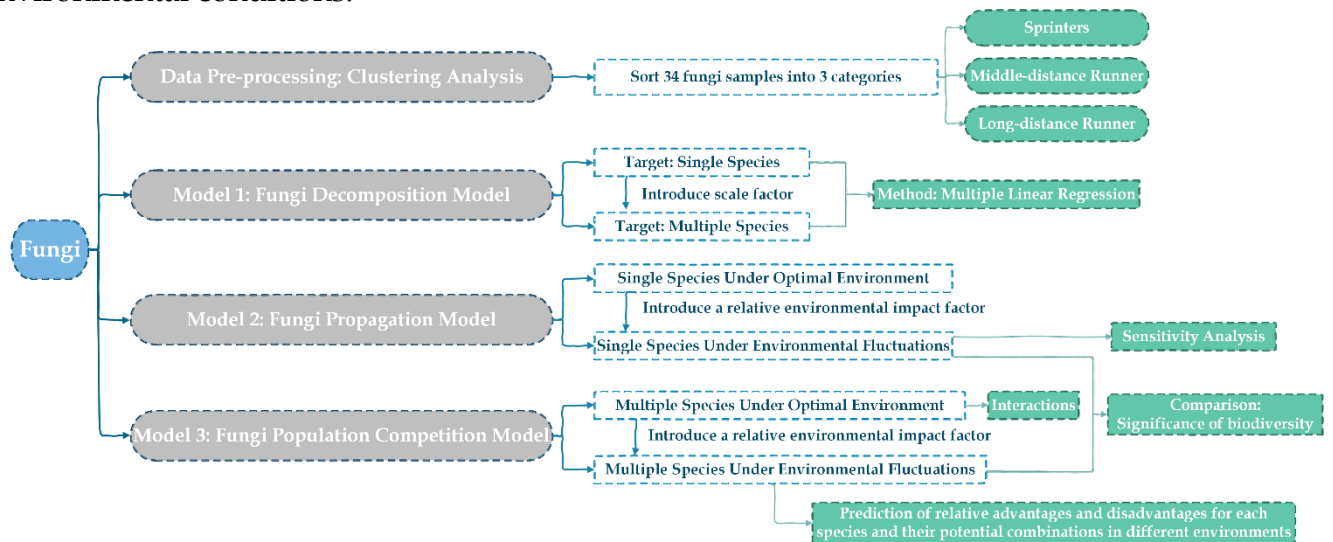 environmental conditions.
Sprinters
Data Pre-processing: Clustering Analysis
Sort 34 fungi samples into 3 categories
Middle-distance Runner
Long-distance Runner
Target: Single Species
Model 1: Fungi Decomposition Model
Introduce scale factor
Method: Multiple Linear Regression
Target: Multiple Species
Fungi
Single Species Under Optimal Environment
Introduce a relative environmental impact factor
Model 2: Fungi Propagation Model
Single Species Under Environmental Fluctuations
Sensitivity Analysis
Multiple Species Under Optimal Environment
Interactions
Comparison:
Significance of biodiversity
Model 3: Fungi Population Competition Model
Introduce a relative environmental impact factor
Multiple Species Under Environmental Fluctuations
Prediction of relative advantages and disadvantages for each
species and their potential combinations in different environments